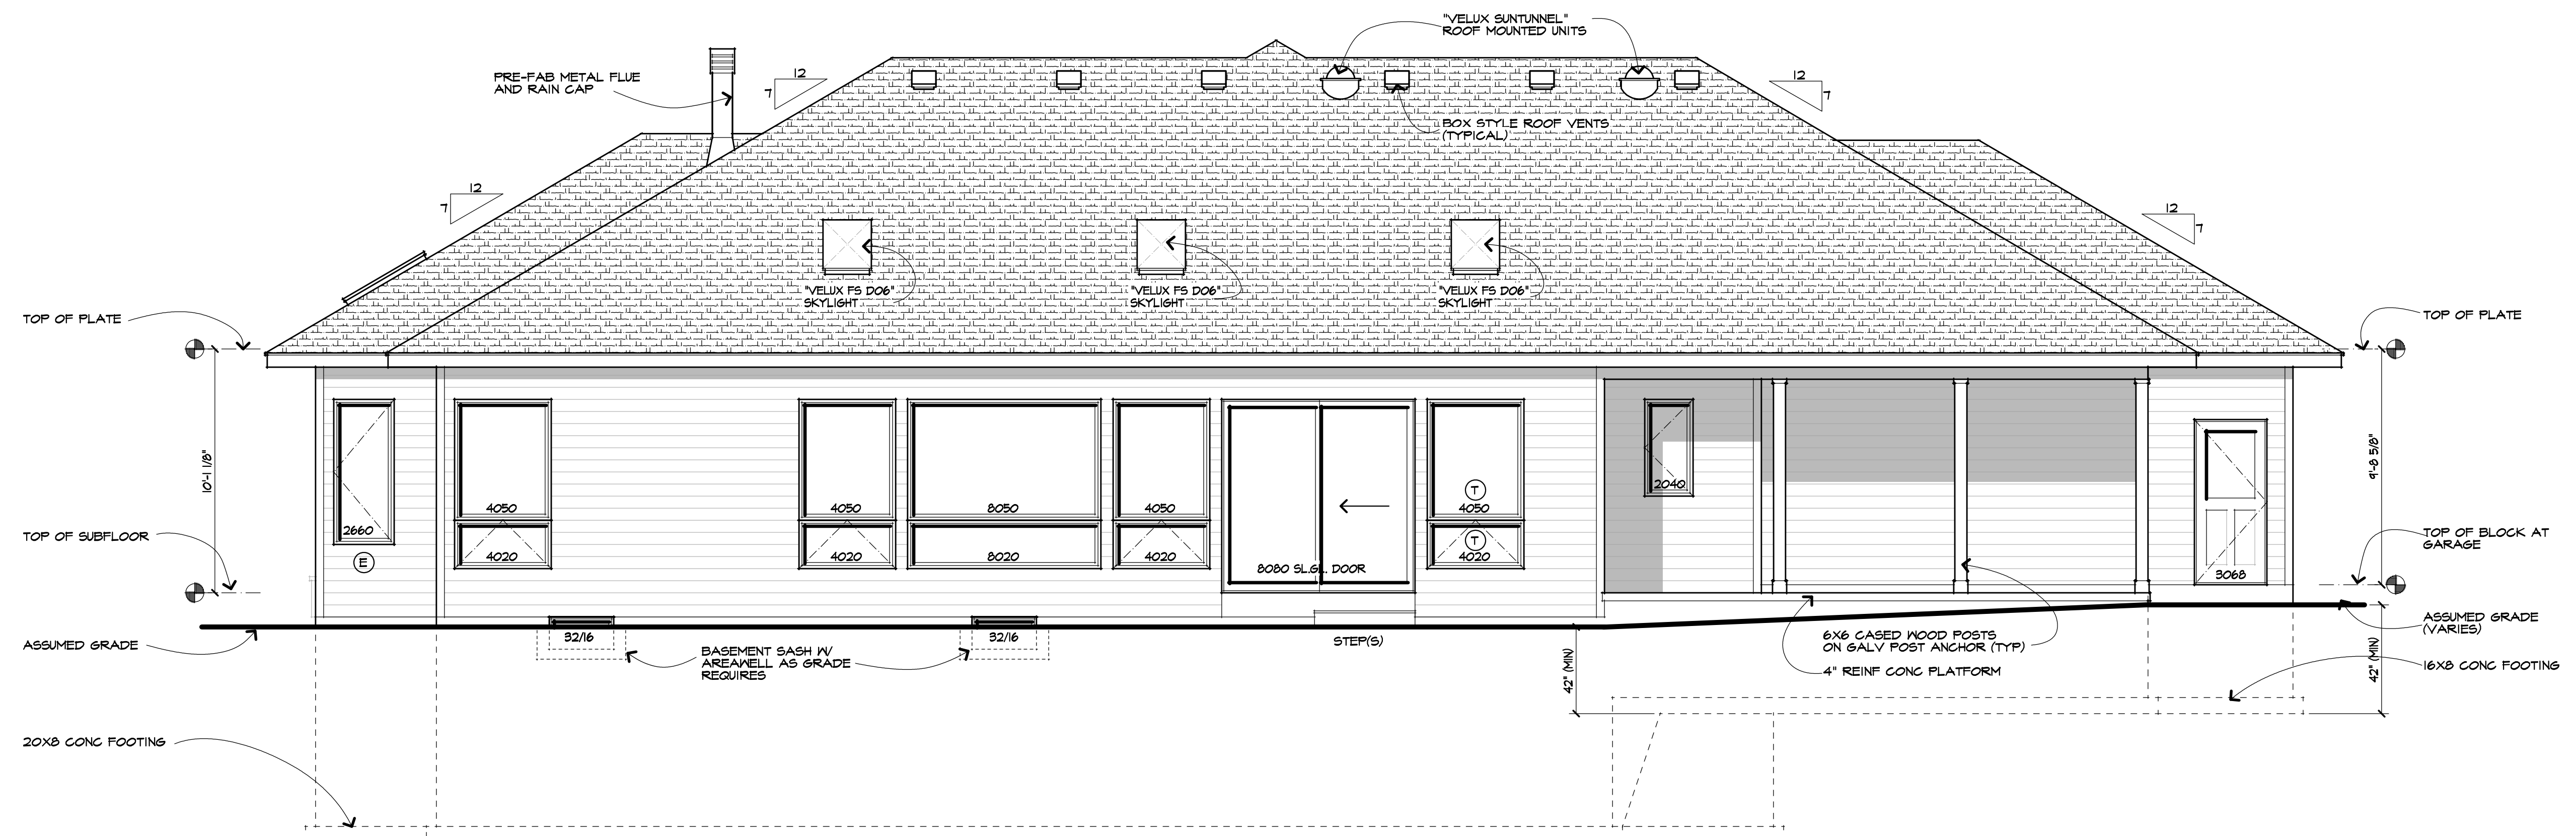 "VELUX SUNTUNNEL"
ROOF MOUNTED UNITS
PRE-FAB METAL FLUE
AND RAIN CAP
12
7
12
7
BOX STYLE ROOF VENTS
(TYPICAL)
12
7
12
7
"VELUX FS D06"
SKYLIGHT
"VELUX FS D06"
SKYLIGHT
"VELUX FS D06"
SKYLIGHT
TOP OF PLATE
TOP OF PLATE
10'-1 1/8"
9'-8 5/8"
2660
E
4050
4020
4050
4020
8050
8020
4050
4020
8080 SL.GL. DOOR
T
4050
T
4020
2040
3068
TOP OF SUBFLOOR
TOP OF BLOCK AT
GARAGE
ASSUMED GRADE
ASSUMED GRADE
(VARIES)
32/16
32/16
STEP(S)
BASEMENT SASH W/
AREAWELL AS GRADE
REQUIRES
6X6 CASED WOOD POSTS
ON GALV POST ANCHOR (TYP)
4" REINF CONC PLATFORM
42" (MIN)
42" (MIN)
16X8 CONC FOOTING
20X8 CONC FOOTING